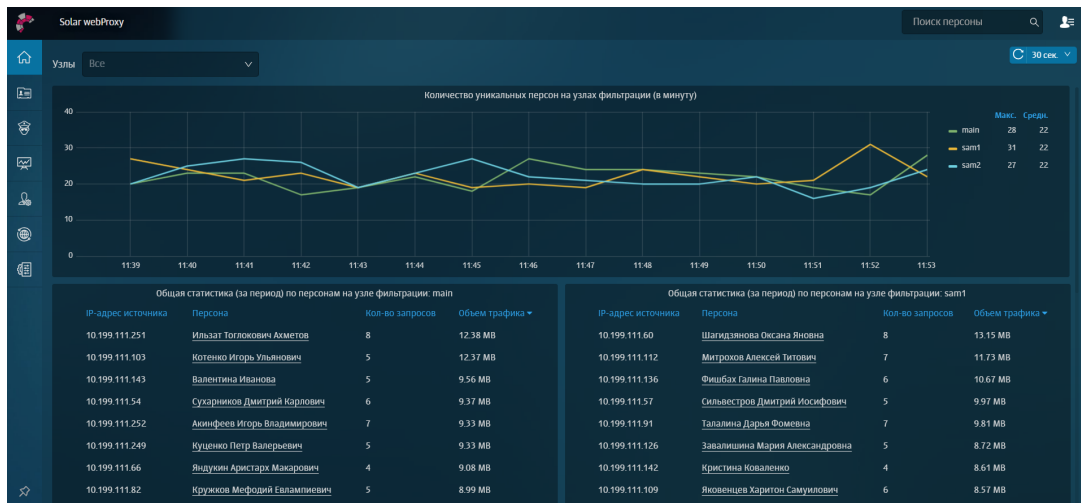 Solar webProxy
Поиск персоны
Узлы Все
30 сек.
Количество уникальных персон на узлах фильтрации (в минуту)
40
30
20
10
0
11:39 11:40 11:41 11:42 11:43 11:44 11:45 11:46 11:47 11:48 11:49 11:50 11:51 11:52 11:53
Макс. Средн.
main 28 22
sam1 31 22
sam2 27 22
Общая статистика (за период) по персонам на узле фильтрации: main
IP-адрес источника Персона Кол-во запросов Объем трафика
10.199.111.251 Ильзат Тоглокович Ахметов 8 12.38 MB
10.199.111.103 Котенко Игорь Ульянович 5 12.37 MB
10.199.111.143 Валентина Иванова 5 9.56 MB
10.199.111.54 Сухарников Дмитрий Карлович 6 9.37 MB
10.199.111.252 Акинфеев Игорь Владимирович 7 9.33 MB
10.199.111.249 Куценко Петр Валерьевич 5 9.33 MB
10.199.111.66 Яндукин Аристарх Макарович 4 9.08 MB
10.199.111.82 Кружков Мефодий Евлампиевич 5 8.99 MB
Общая статистика (за период) по персонам на узле фильтрации: sam1
IP-адрес источника Персона Кол-во запросов Объем трафика
10.199.111.60 Шагидзянова Оксана Яновна 8 13.15 MB
10.199.111.112 Митрохов Алексей Титович 7 11.73 MB
10.199.111.136 Фишбах Галина Павловна 6 10.67 MB
10.199.111.57 Сильвестров Дмитрий Иосифович 5 9.97 MB
10.199.111.91 Талалина Дарья Фомевна 7 9.81 MB
10.199.111.126 Завалишина Мария Александровна 5 8.72 MB
10.199.111.142 Кристина Коваленко 4 8.61 MB
10.199.111.109 Яковенцев Харитон Самуилович 6 8.57 MB